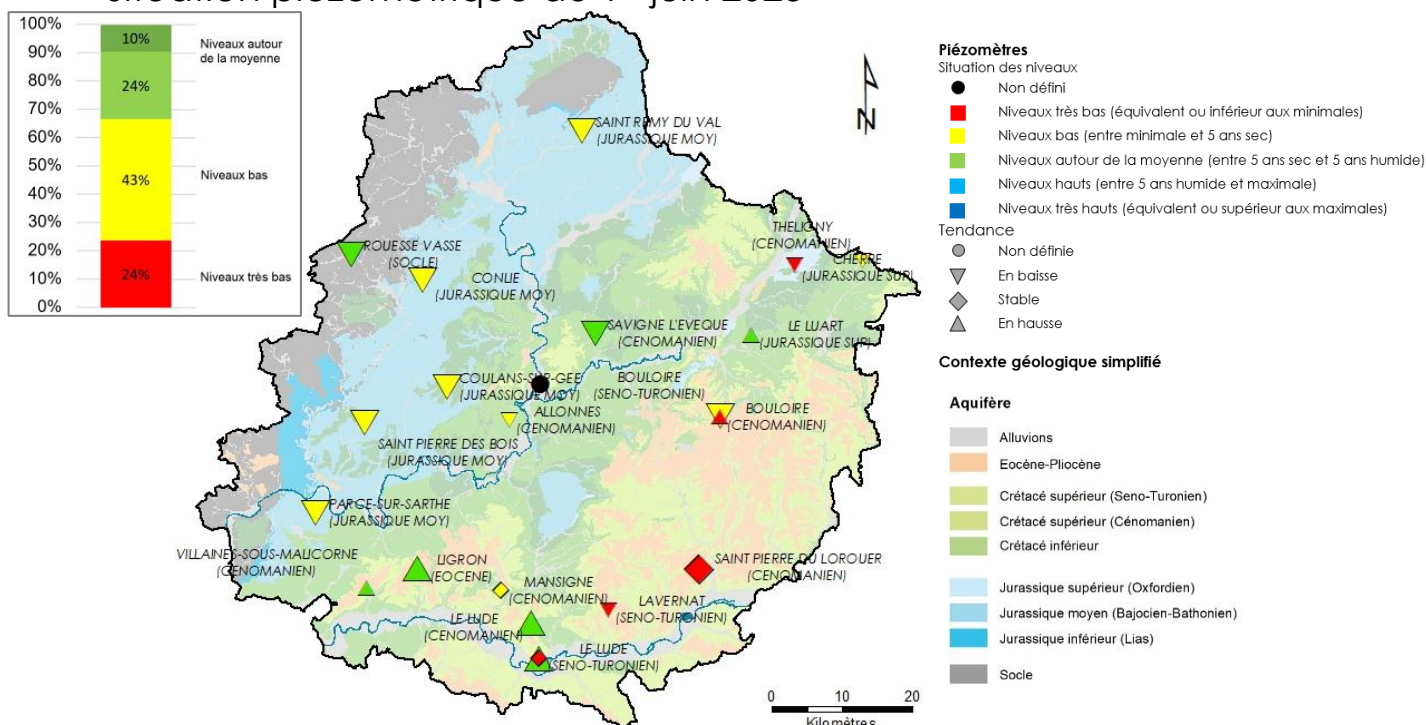 situation piézométrique au 1er juin 2023
100%
90%
80%
70%
60%
50%
40%
30%
20%
10%
0%
10%
24%
43%
24%
Niveaux autour
de la moyenne
Niveaux bas
Niveaux très bas
SAINT REMY DU VAL
(JURASSIQUE MOY)
ROUESSE VASSE
(SOCLE)
CONLIE
(JURASSIQUE MOY)
THELIGNY
(CENOMANIEN)
CHERRE
(JURASSIQUE SUP)
SAVIGNE L'EVEQUE
(CENOMANIEN)
LE LUART
(JURASSIQUE SUP)
COULANS-SUR-GEE
(JURASSIQUE MOY)
BOULOIRE
(SENO-TURONIEN)
ALLONNES
(CENOMANIEN)
BOULOIRE
(CENOMANIEN)
SAINT PIERRE DES BOIS
(JURASSIQUE MOY)
PARCE-SUR-SARTHE
(JURASSIQUE MOY)
VILLAINES-SOUS-MALICORNE
(CENOMANIEN)
LIGRON
(EOCENE)
MANSIGNE
(CENOMANIEN)
SAINT PIERRE DU LOROUER
(CENOMANIEN)
LAVERNAT
(SENO-TURONIEN)
LE LUDE
(CENOMANIEN)
LE LUDE
(SENO-TURONIEN)
N
0 10 20
Kilomètres
Piézomètres
Situation des niveaux
Non défini
Niveaux très bas (équivalent ou inférieur aux minimales)
Niveaux bas (entre minimale et 5 ans sec)
Niveaux autour de la moyenne (entre 5 ans sec et 5 ans humide)
Niveaux hauts (entre 5 ans humide et maximale)
Niveaux très hauts (équivalent ou supérieur aux maximales)
Tendance
Non définie
En baisse
Stable
En hausse
Contexte géologique simplifié
Aquifère
Alluvions
Eocène-Pliocène
Crétacé supérieur (Seno-Turonien)
Crétacé supérieur (Cénomanien)
Crétacé inférieur
Jurassique supérieur (Oxfordien)
Jurassique moyen (Bajocien-Bathonien)
Jurassique inférieur (Lias)
Socle